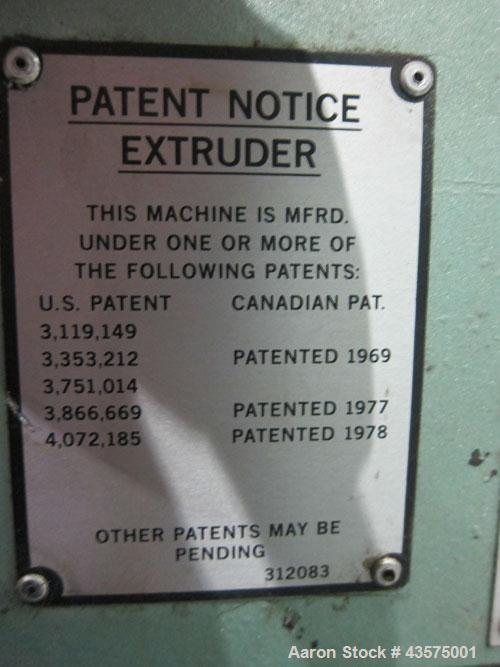 PATENT NOTICE
EXTRUDER
THIS MACHINE IS MFRD.
UNDER ONE OR MORE OF
THE FOLLOWING PATENTS:
U.S. PATENT CANADIAN PAT.
3,119,149
3,353,212 PATENTED 1969
3,751,014
3,866,669 PATENTED 1977
4,072,185 PATENTED 1978
OTHER PATENTS MAY BE
PENDING
312083
Aaron Stock # 43575001